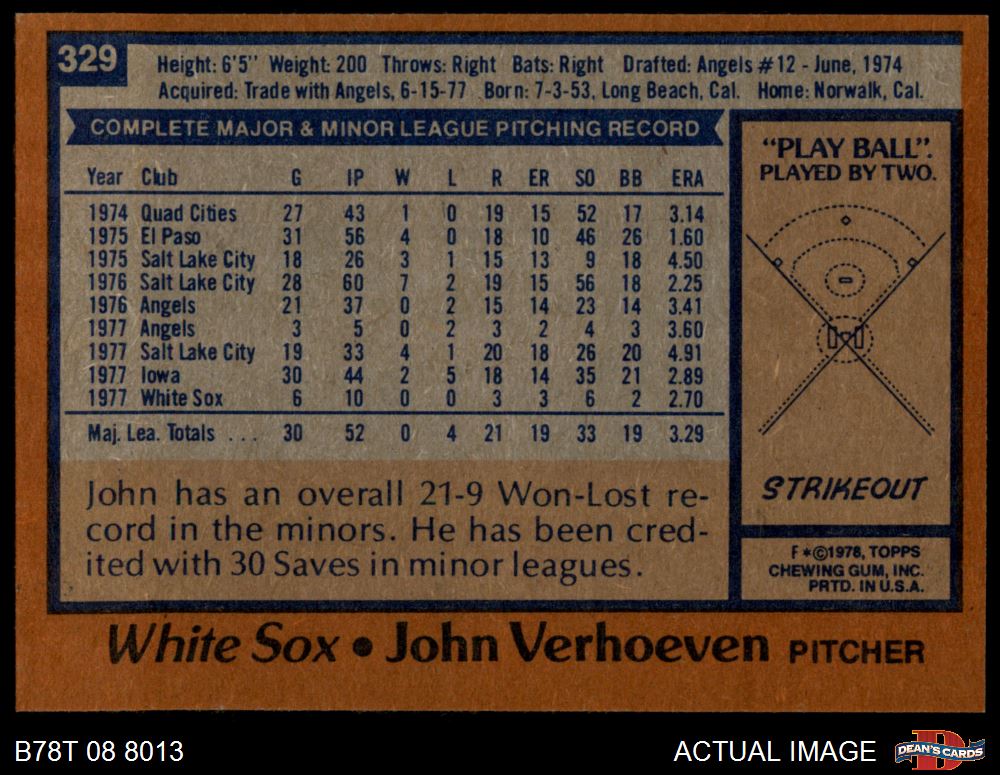 329
Height: 6'5" Weight: 200 Throws: Right Bats: Right Drafted: Angels #12 - June, 1974
Acquired: Trade with Angels, 6-15-77 Born: 7-3-53, Long Beach, Cal. Home: Norwalk, Cal.
COMPLETE MAJOR & MINOR LEAGUE PITCHING RECORD
Year Club G IP W L R ER SO BB ERA
1974 Quad Cities 27 43 1 0 19 15 52 17 3.14
1975 El Paso 31 56 4 0 18 10 46 26 1.60
1975 Salt Lake City 18 26 3 1 15 13 9 18 4.50
1976 Salt Lake City 28 60 7 2 19 15 56 18 2.25
1976 Angels 21 37 0 2 15 14 23 14 3.41
1977 Angels 3 5 0 2 3 2 4 3 3.60
1977 Salt Lake City 19 33 4 1 20 18 26 20 4.91
1977 Iowa 30 44 2 5 18 14 35 21 2.89
1977 White Sox 6 10 0 0 3 3 6 2 2.70
Maj. Lea. Totals ... 30 52 0 4 21 19 33 19 3.29
John has an overall 21-9 Won-Lost re-
cord in the minors. He has been cred-
ited with 30 Saves in minor leagues.
"PLAY BALL".
PLAYED BY TWO.
STRIKEOUT
F*©1978, TOPPS
CHEWING GUM, INC.
PRTD. IN U.S.A.
White Sox • John Verhoeven PITCHER
B78T 08 8013
ACTUAL IMAGE
DEAN'S CARDS